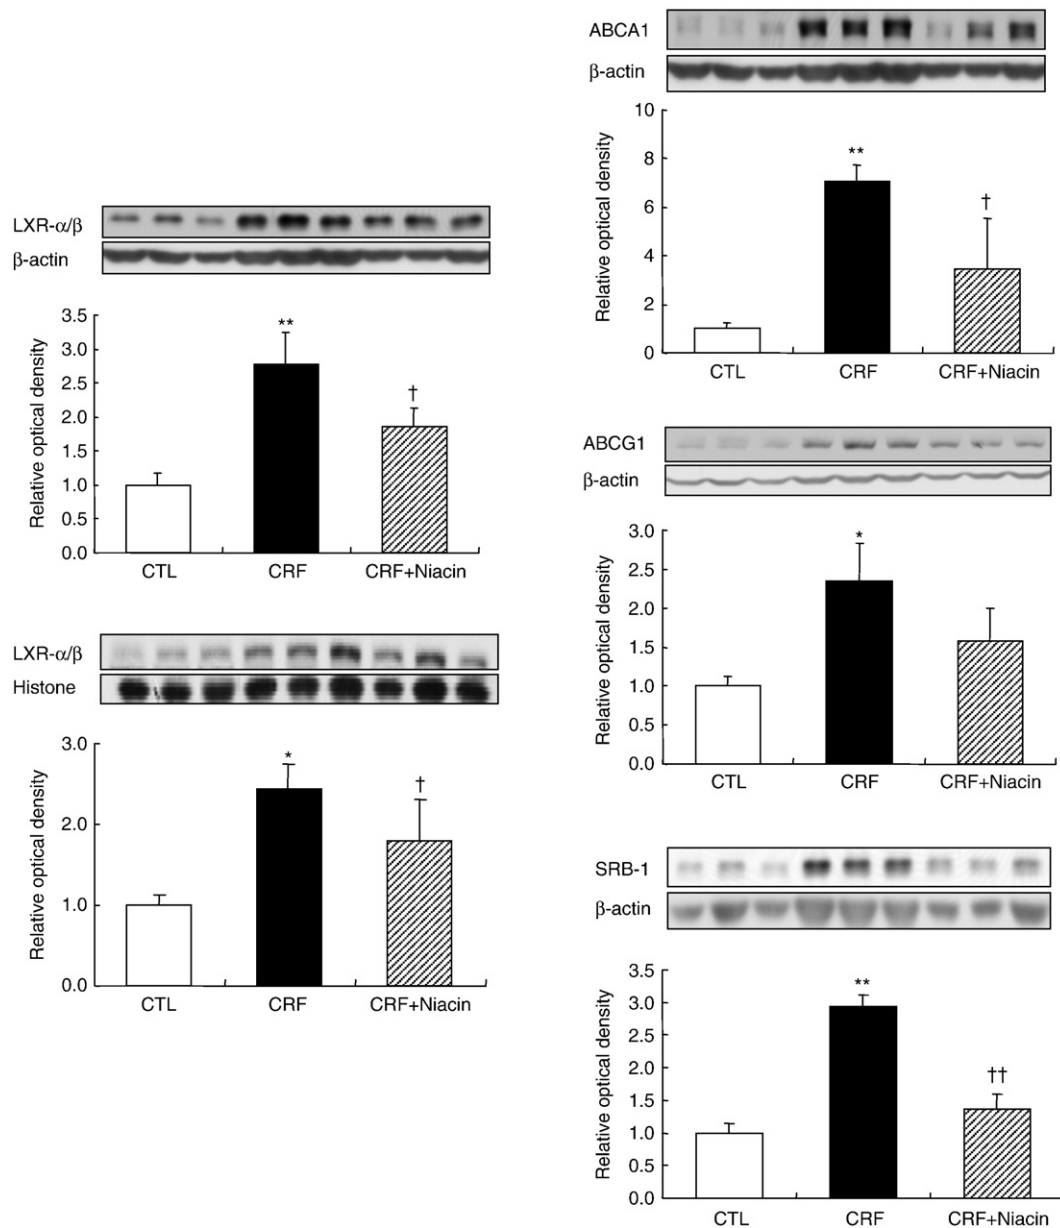 LXR-α/β
β-actin
Relative optical density
3.5
3.0
2.5
2.0
1.5
1.0
0.5
0.0
**
†
CTL CRF CRF+Niacin
LXR-α/β
Histone
Relative optical density
3.0
2.0
1.0
0.0
*
†
CTL CRF CRF+Niacin
ABCA1
β-actin
Relative optical density
10
8
6
4
2
0
**
†
CTL CRF CRF+Niacin
ABCG1
β-actin
Relative optical density
3.0
2.5
2.0
1.5
1.0
0.5
0.0
*
CTL CRF CRF+Niacin
SRB-1
β-actin
Relative optical density
3.5
3.0
2.5
2.0
1.5
1.0
0.5
0.0
**
††
CTL CRF CRF+Niacin